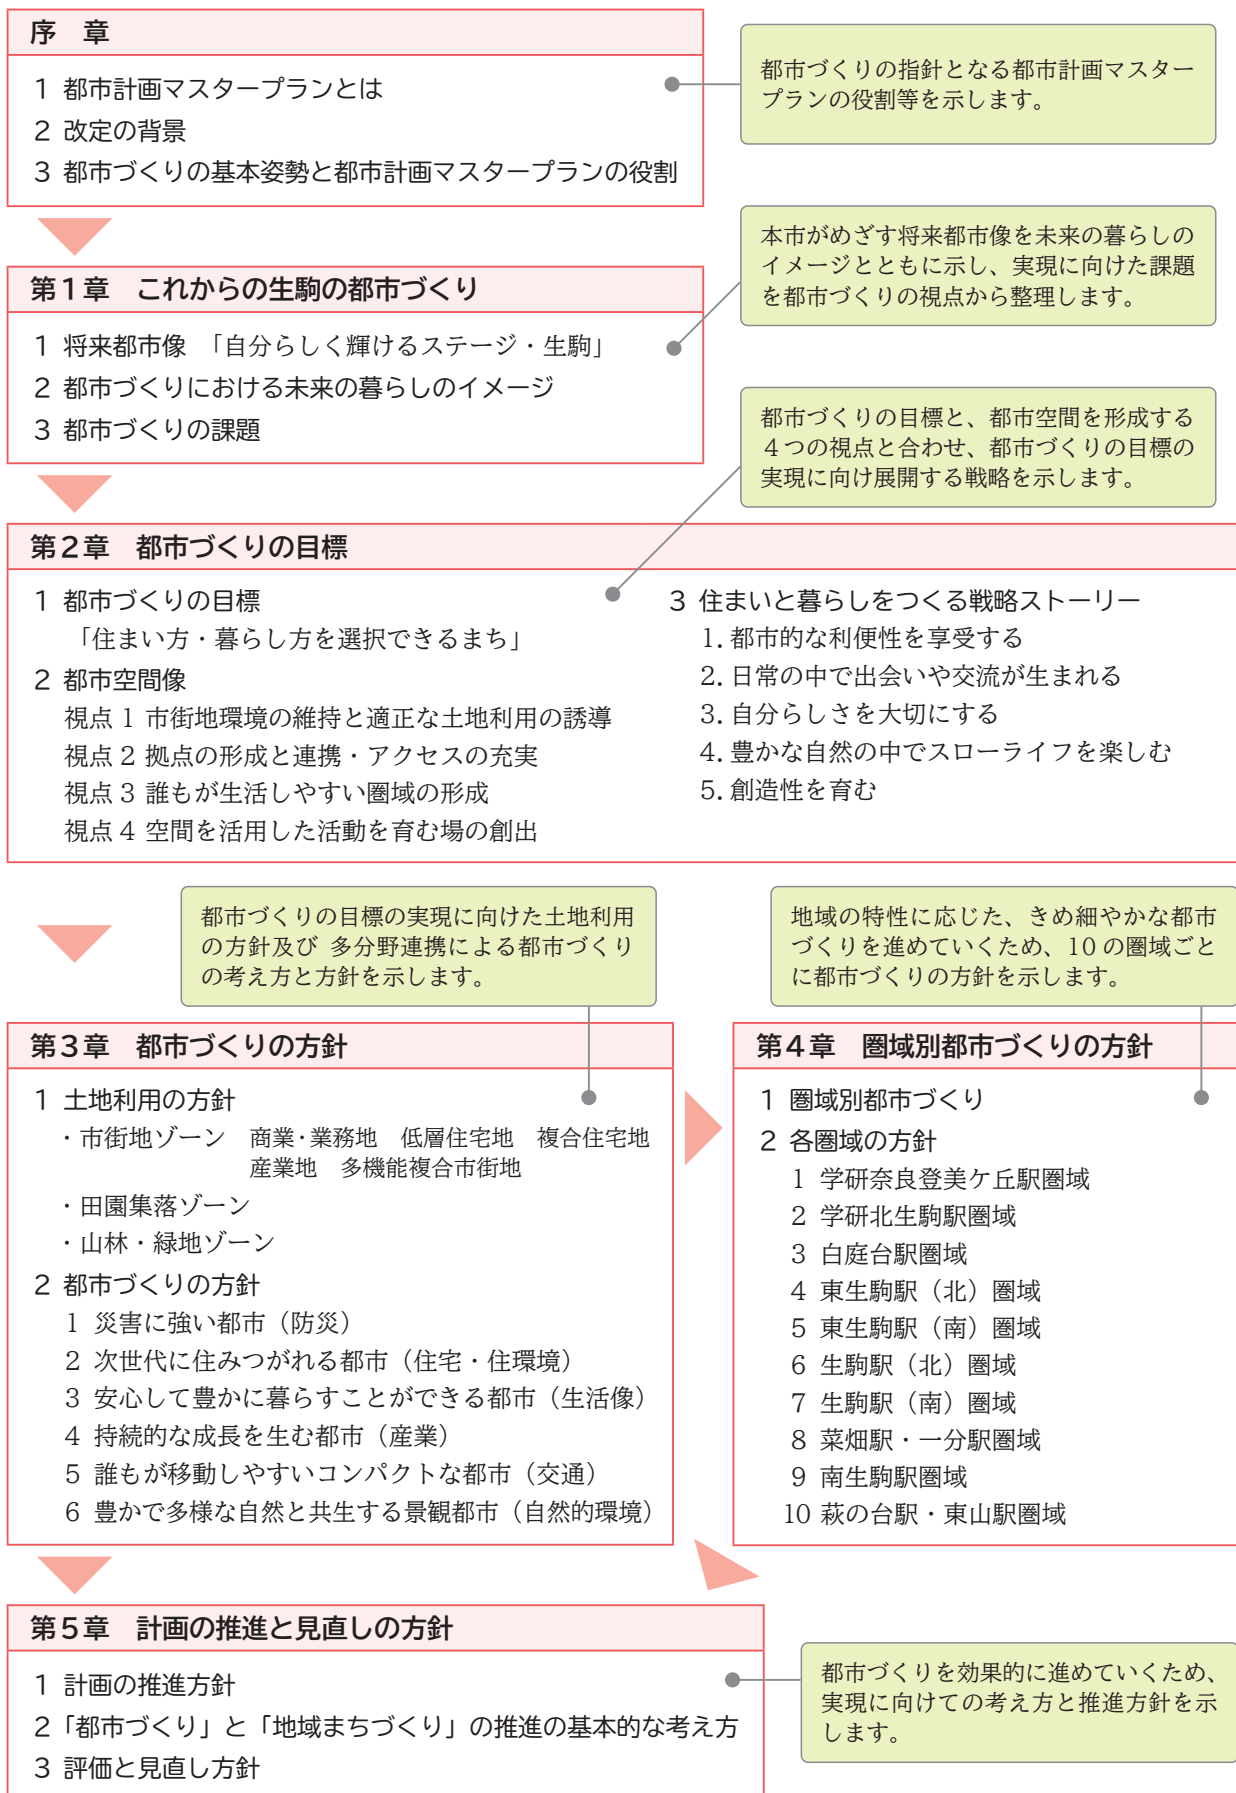 序　章
1 都市計画マスタープランとは
2 改定の背景
3 都市づくりの基本姿勢と都市計画マスタープランの役割
都市づくりの指針となる都市計画マスター
プランの役割等を示します。
第1章　これからの生駒の都市づくり
1 将来都市像　「自分らしく輝けるステージ・生駒」
2 都市づくりにおける未来の暮らしのイメージ
3 都市づくりの課題
本市がめざす将来都市像を未来の暮らしの
イメージとともに示し、実現に向けた課題
を都市づくりの視点から整理します。
都市づくりの目標と、都市空間を形成する
4つの視点と合わせ、都市づくりの目標の
実現に向け展開する戦略を示します。
第2章　都市づくりの目標
1 都市づくりの目標
「住まい方・暮らし方を選択できるまち」
2 都市空間像
視点 1 市街地環境の維持と適正な土地利用の誘導
視点 2 拠点の形成と連携・アクセスの充実
視点 3 誰もが生活しやすい圏域の形成
視点 4 空間を活用した活動を育む場の創出
3 住まいと暮らしをつくる戦略ストーリー
1. 都市的な利便性を享受する
2. 日常の中で出会いや交流が生まれる
3. 自分らしさを大切にする
4. 豊かな自然の中でスローライフを楽しむ
5. 創造性を育む
都市づくりの目標の実現に向けた土地利用
の方針及び 多分野連携による都市づくり
の考え方と方針を示します。
第3章　都市づくりの方針
1 土地利用の方針
・市街地ゾーン　商業・業務地　低層住宅地　複合住宅地
産業地　多機能複合市街地
・田園集落ゾーン
・山林・緑地ゾーン
2 都市づくりの方針
1 災害に強い都市（防災）
2 次世代に住みつがれる都市（住宅・住環境）
3 安心して豊かに暮らすことができる都市（生活像）
4 持続的な成長を生む都市（産業）
5 誰もが移動しやすいコンパクトな都市（交通）
6 豊かで多様な自然と共生する景観都市（自然的環境）
地域の特性に応じた、きめ細やかな都市
づくりを進めていくため、10 の圏域ごと
に都市づくりの方針を示します。
第4章　圏域別都市づくりの方針
1 圏域別都市づくり
2 各圏域の方針
1 学研奈良登美ケ丘駅圏域
2 学研北生駒駅圏域
3 白庭台駅圏域
4 東生駒駅（北）圏域
5 東生駒駅（南）圏域
6 生駒駅（北）圏域
7 生駒駅（南）圏域
8 菜畑駅・一分駅圏域
9 南生駒駅圏域
10 萩の台駅・東山駅圏域
第5章　計画の推進と見直しの方針
1 計画の推進方針
2「都市づくり」と「地域まちづくり」の推進の基本的な考え方
3 評価と見直し方針
都市づくりを効果的に進めていくため、
実現に向けての考え方と推進方針を示
します。